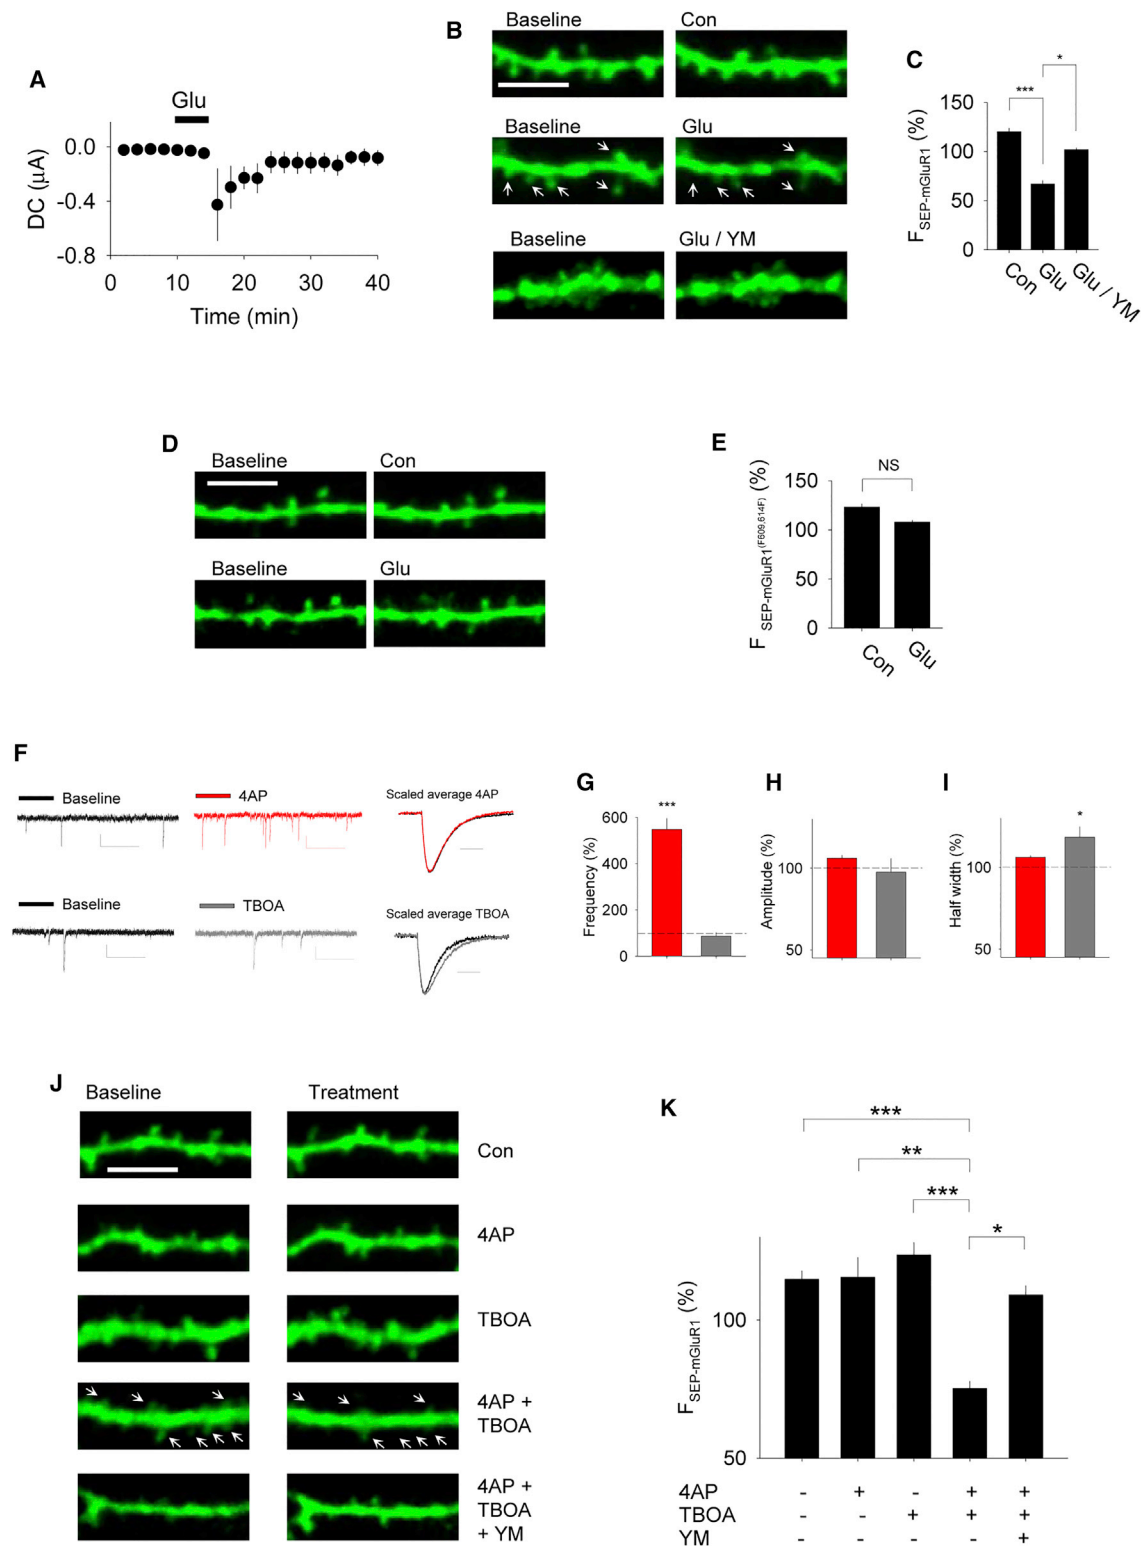 A
Glu
0.0
-0.4
-0.8
DC (μA)
0 10 20 30 40
Time (min)
B
Baseline Con
Baseline Glu
Baseline Glu / YM
C
* 
***
150
100
50
0
F SEP-mGluR1 (%)
Con
Glu
Glu / YM
D
Baseline Con
Baseline Glu
E
NS
150
100
50
0
F SEP-mGluR1(F609,614F) (%)
Con
Glu
F
Baseline
4AP
Scaled average 4AP
Baseline
TBOA
Scaled average TBOA
G
***
600
400
200
0
Frequency (%)
H
100
50
Amplitude (%)
I
*
100
50
Half width (%)
J
Baseline Treatment
Con
4AP
TBOA
4AP +
TBOA
4AP +
TBOA
+ YM
K
***
**
***
*
100
50
F SEP-mGluR1 (%)
4AP - + - + +
TBOA - - + + +
YM - - - - +